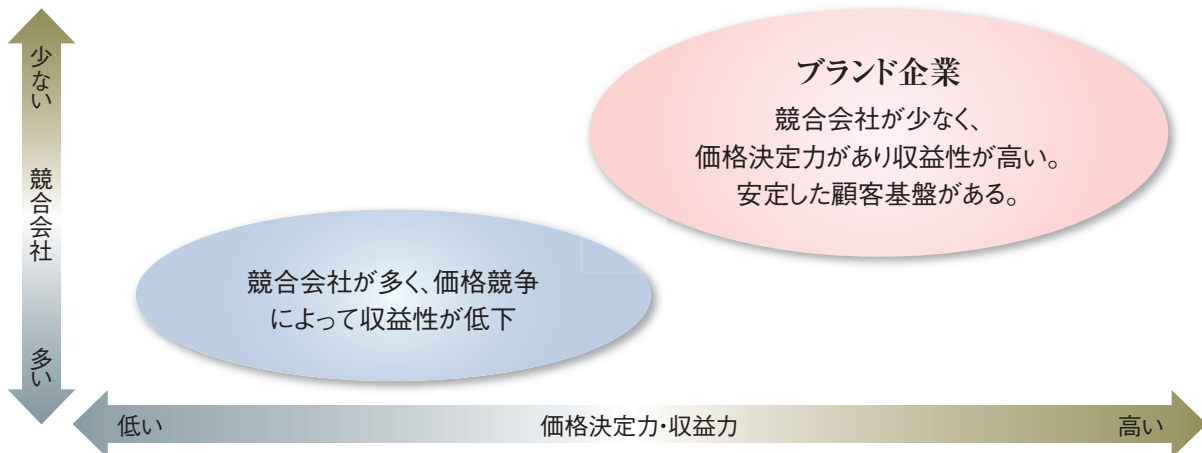 少ない
競合会社
多い
ブランド企業
競合会社が少なく、
価格決定力があり収益性が高い。
安定した顧客基盤がある。
競合会社が多く、価格競争
によって収益性が低下
低い
価格決定力・収益力
高い